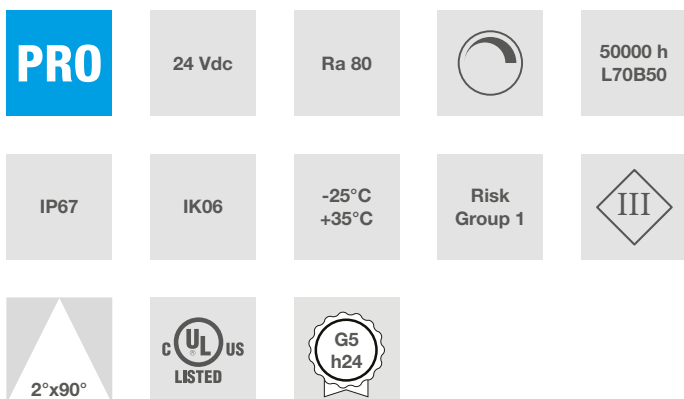 PRO
24 Vdc
Ra 80
50000 h
L70B50
IP67
IK06
-25°C
+35°C
Risk
Group 1
III
2°x90°
C UL US
®
LISTED
G5
h24